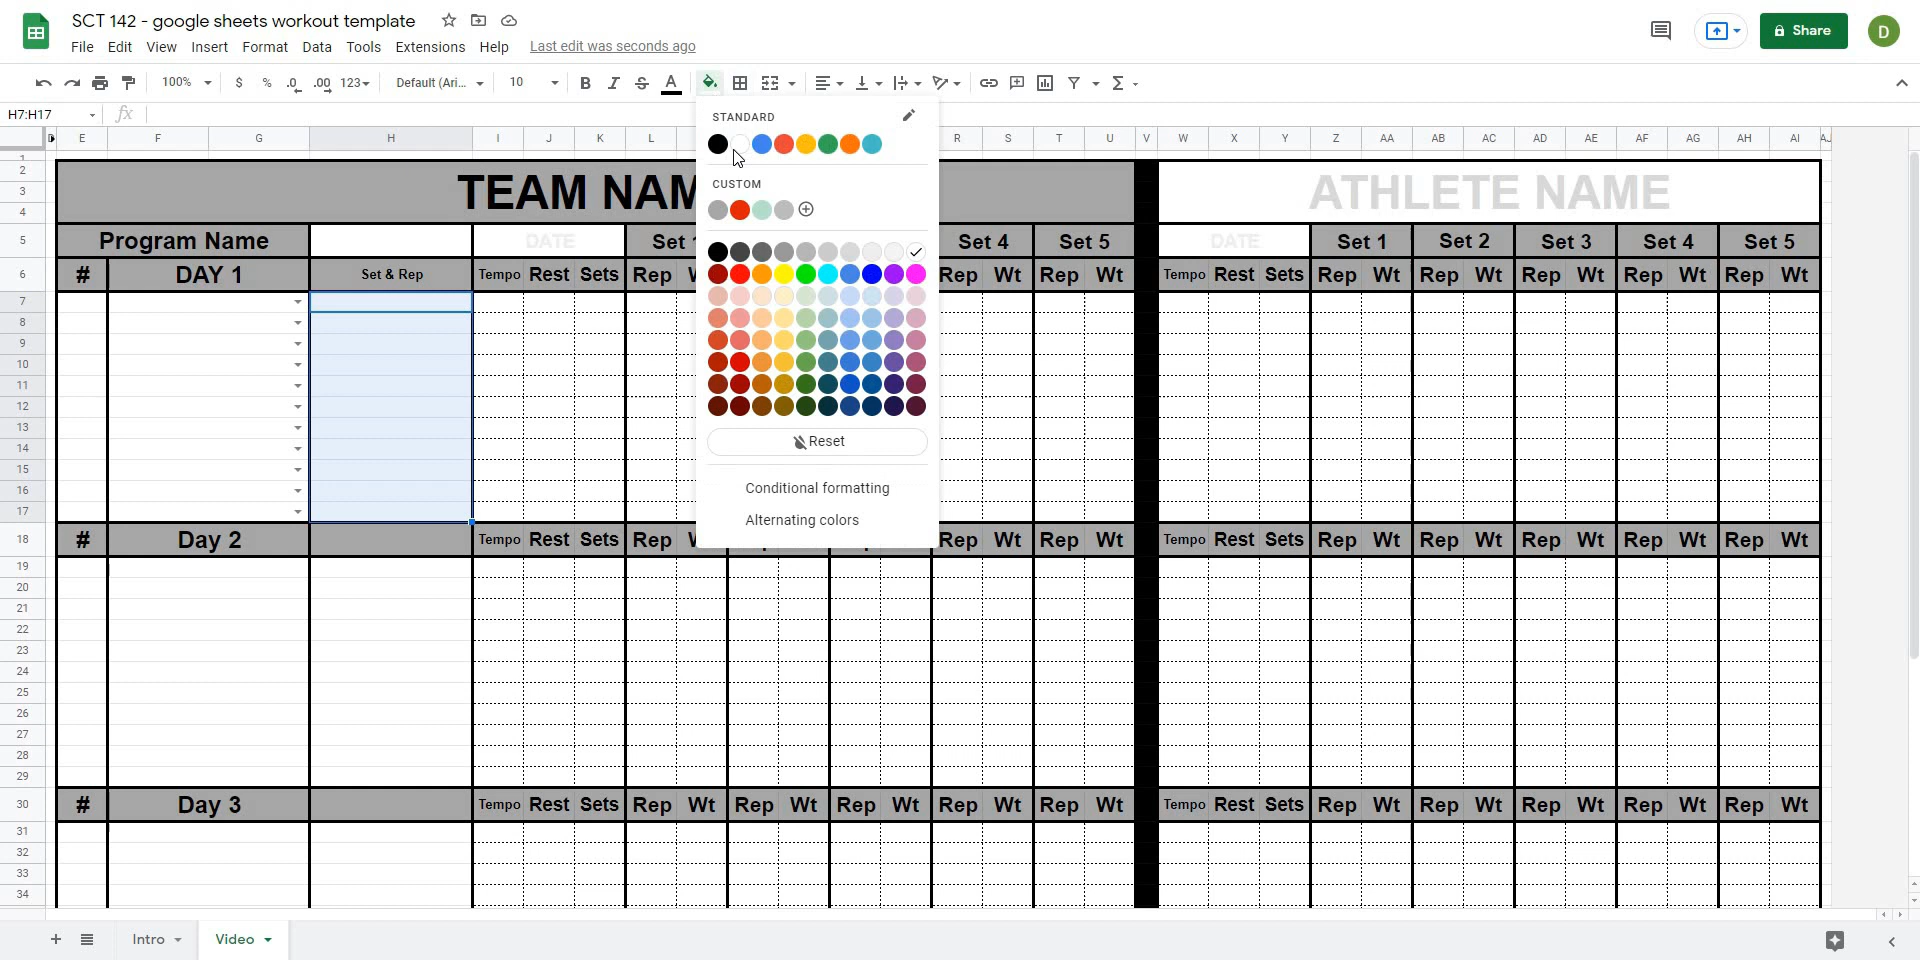 SCT 142 - google sheets workout template
File Edit View Insert Format Data Tools Extensions Help Last edit was seconds ago
Share
D
100% $ % .0 .00 123 Default (Ari... 10 B I S A
H7:H17 fx
STANDARD
CUSTOM
Reset
Conditional formatting
Alternating colors
E F G H I J K L R S T U V W X Y Z AA AB AC AD AE AF AG AH AI AJ
1
2
3 TEAM NAM ATHLETE NAME
4
5 Program Name DATE Set 1 Set 4 Set 5 DATE Set 1 Set 2 Set 3 Set 4 Set 5
6 # DAY 1 Set & Rep Tempo Rest Sets Rep Rep Wt Rep Wt Tempo Rest Sets Rep Wt Rep Wt Rep Wt Rep Wt Rep Wt
7
8
9
10
11
12
13
14
15
16
17
18 # Day 2 Tempo Rest Sets Rep Rep Wt Rep Wt Tempo Rest Sets Rep Wt Rep Wt Rep Wt Rep Wt Rep Wt
19
20
21
22
23
24
25
26
27
28
29
30 # Day 3 Tempo Rest Sets Rep Wt Rep Wt Rep Wt Rep Wt Rep Wt Tempo Rest Sets Rep Wt Rep Wt Rep Wt Rep Wt Rep Wt
31
32
33
34
Intro Video